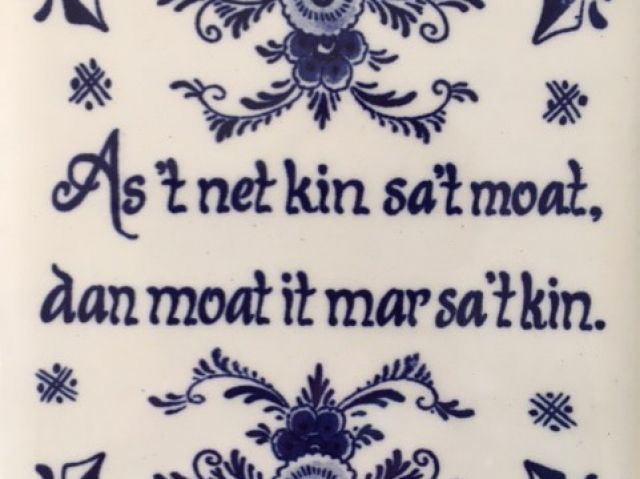 As 't net kin sa't moat,
dan moat it mar sa't kin.